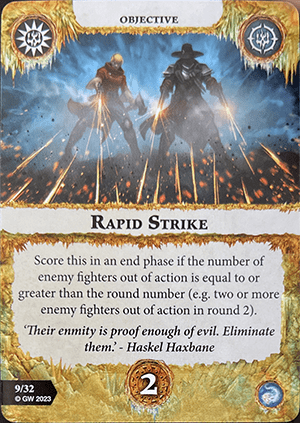 OBJECTIVE
RAPID STRIKE
Score this in an end phase if the number of
enemy fighters out of action is equal to or
greater than the round number (e.g. two or more
enemy fighters out of action in round 2).
'Their enmity is proof enough of evil. Eliminate
them.' - Haskel Haxbane
9/32
© GW 2023
2